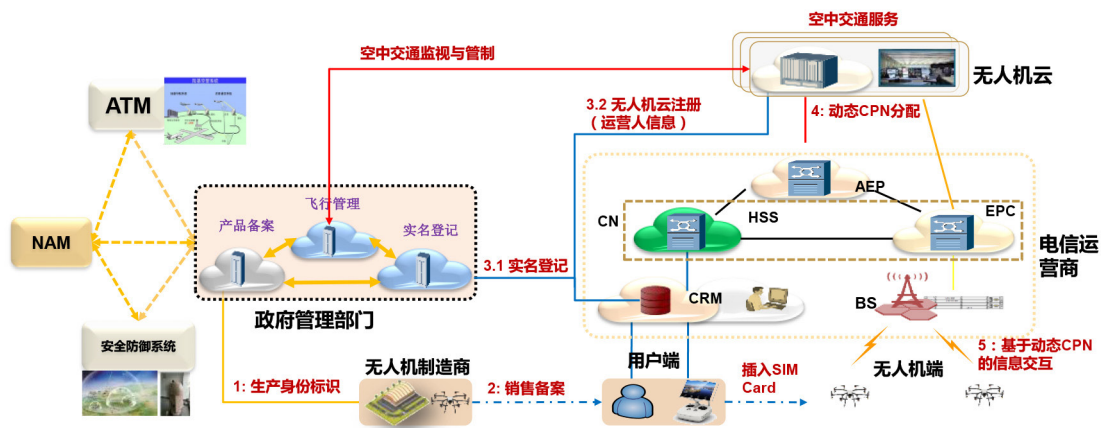 空中交通服务
空中交通监视与管制
无人机云
ATM
3.2 无人机云注册
（运营人信息）
4: 动态CPN分配
飞行管理
产品备案
实名登记
AEP
CN
HSS
EPC
NAM
电信运
营商
3.1 实名登记
CRM
BS
政府管理部门
安全防御系统
无人机制造商
用户端
无人机端
5：基于动态CPN
的信息交互
1: 生产身份标识
2: 销售备案
插入SIM
Card